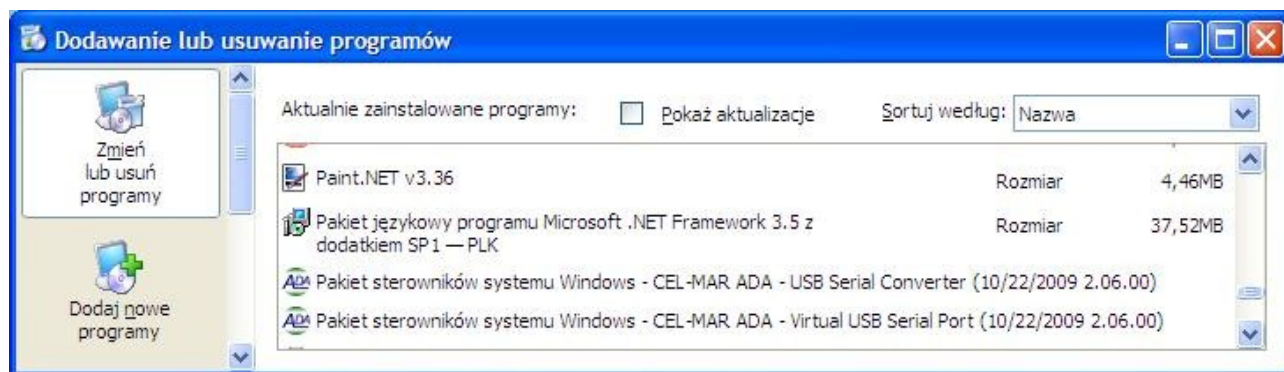 Dodawanie lub usuwanie programów
Zmień
lub usuń
programy
Dodaj nowe
programy
Aktualnie zainstalowane programy:
Pokaż aktualizacje
Sortuj według:
Nazwa
Paint.NET v3.36
Rozmiar
4,46MB
Pakiet językowy programu Microsoft .NET Framework 3.5 z
dodatkiem SP1 — PLK
Rozmiar
37,52MB
ADA
Pakiet sterowników systemu Windows - CEL-MAR ADA - USB Serial Converter (10/22/2009 2.06.00)
ADA
Pakiet sterowników systemu Windows - CEL-MAR ADA - Virtual USB Serial Port (10/22/2009 2.06.00)